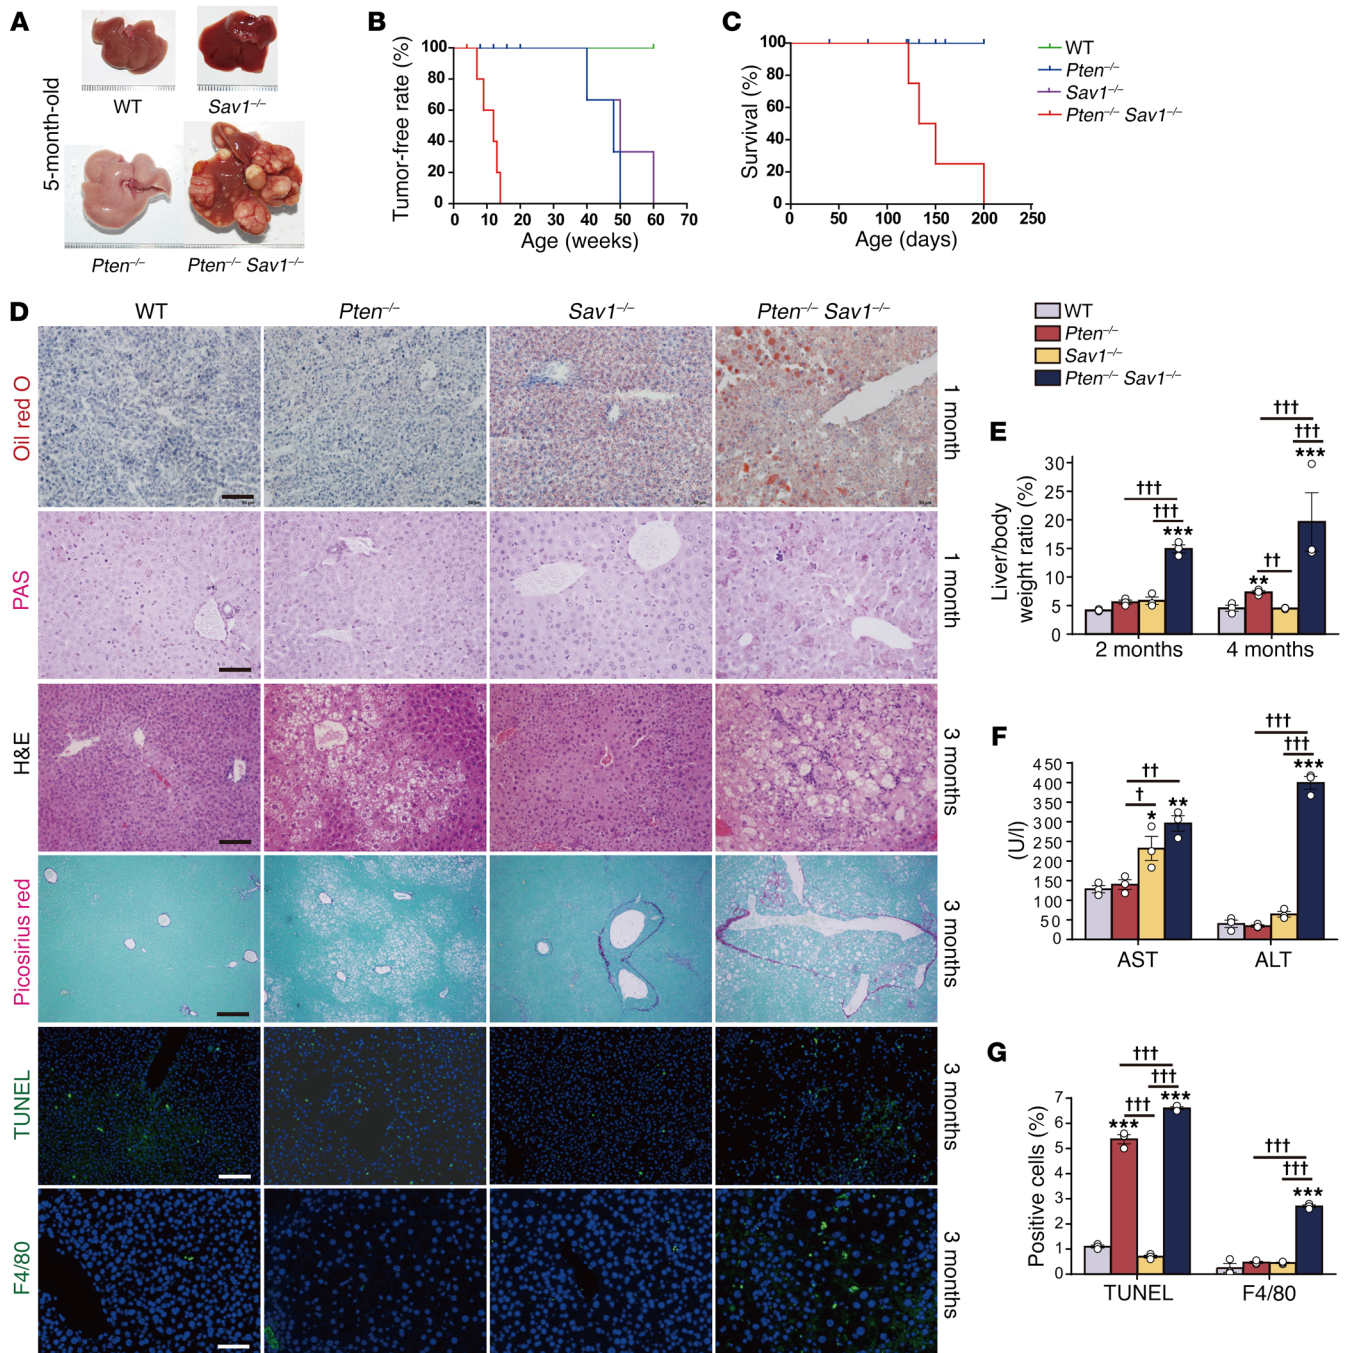 A
5-month-old
WT
Sav1–/–
Pten–/–
Pten–/– Sav1–/–
B
Tumor-free rate (%)
100
80
60
40
20
0
0 10 20 30 40 50 60 70
Age (weeks)
C
Survival (%)
100
80
60
40
20
0
0 50 100 150 200 250
Age (days)
WT
Pten–/–
Sav1–/–
Pten–/– Sav1–/–
D
WT Pten–/– Sav1–/– Pten–/– Sav1–/–
Oil red O
1 month
PAS
1 month
H&E
3 months
Picosirius red
3 months
TUNEL
3 months
F4/80
3 months
WT
Pten–/–
Sav1–/–
Pten–/– Sav1–/–
E
Liver/body
weight ratio (%)
30
25
20
15
10
5
0
†††
†††
***
†††
†††
***
††
**
2 months 4 months
F
(U/l)
450
400
350
300
250
200
150
100
50
0
††
†
*
**
†††
†††
***
AST ALT
G
Positive cells (%)
7
6
5
4
3
2
1
0
†††
†††
***
†††
***
†††
†††
***
TUNEL F4/80